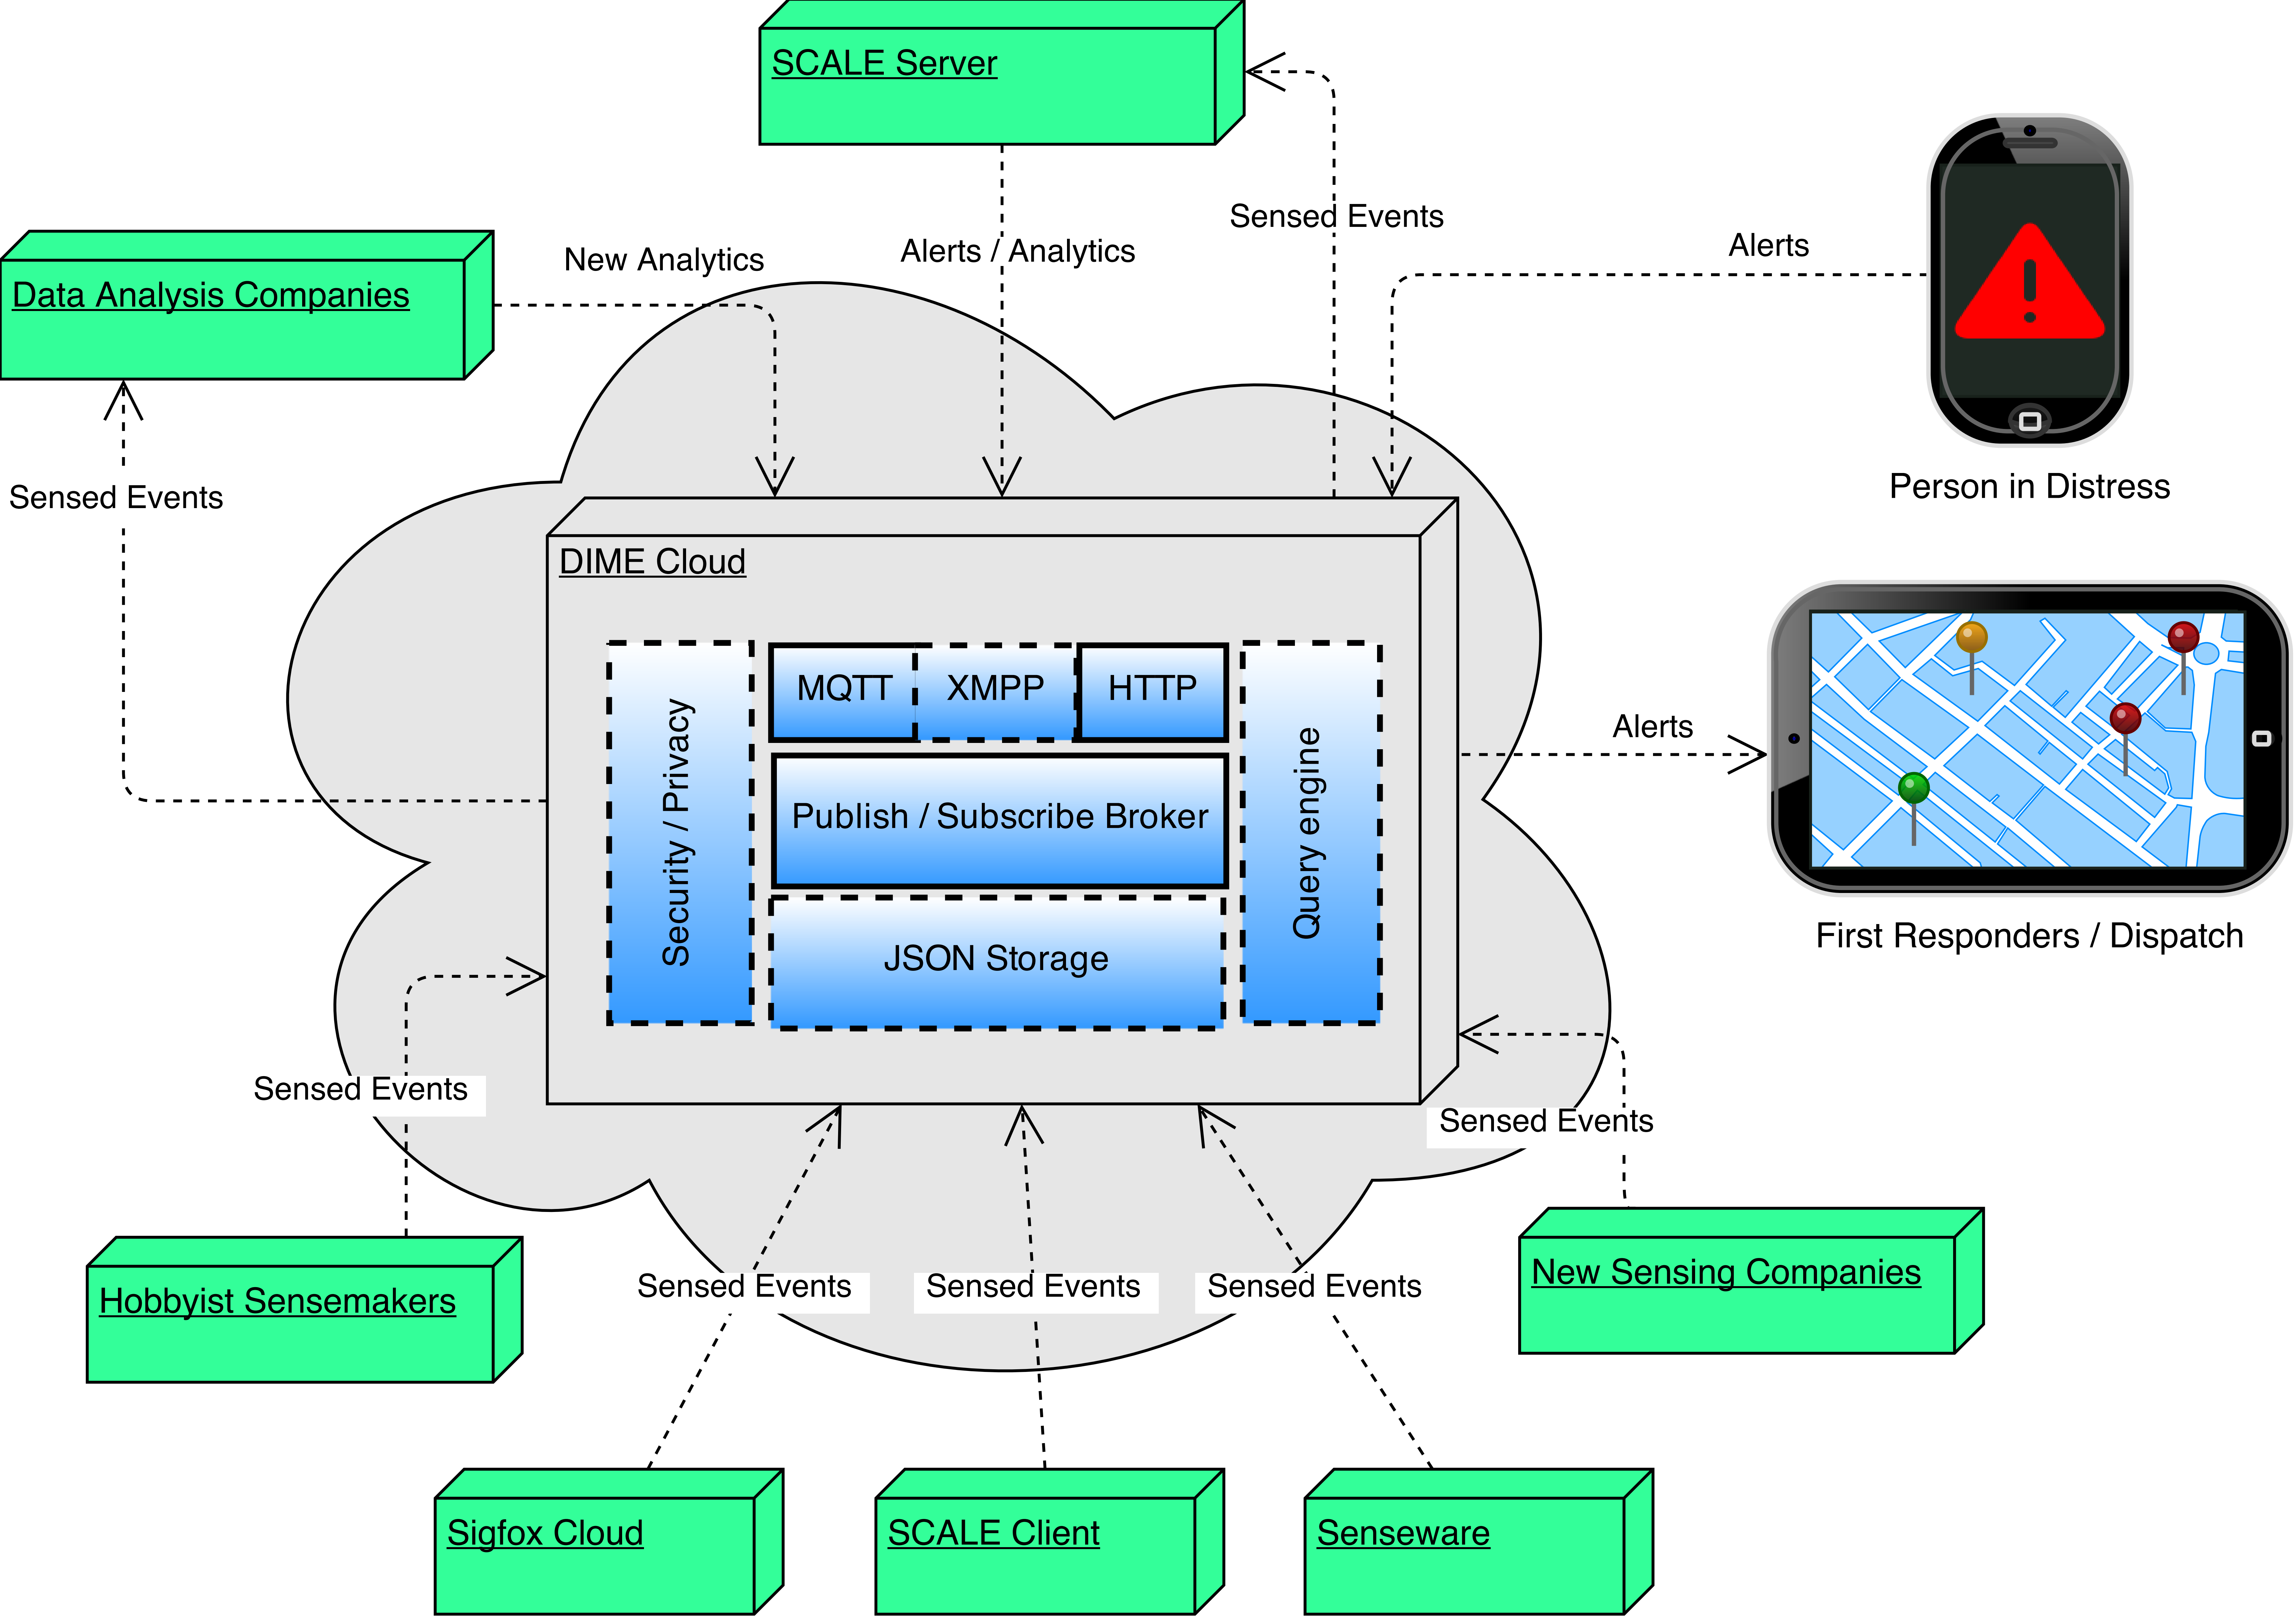 SCALE Server
Sensed Events
New Analytics
Alerts / Analytics
Alerts
Data Analysis Companies
Sensed Events
Person in Distress
DIME Cloud
MQTT
XMPP
HTTP
Security / Privacy
Publish / Subscribe Broker
Query engine
JSON Storage
Alerts
First Responders / Dispatch
Sensed Events
Sensed Events
Hobbyist Sensemakers
Sensed Events
Sensed Events
Sensed Events
New Sensing Companies
Sigfox Cloud
SCALE Client
Senseware